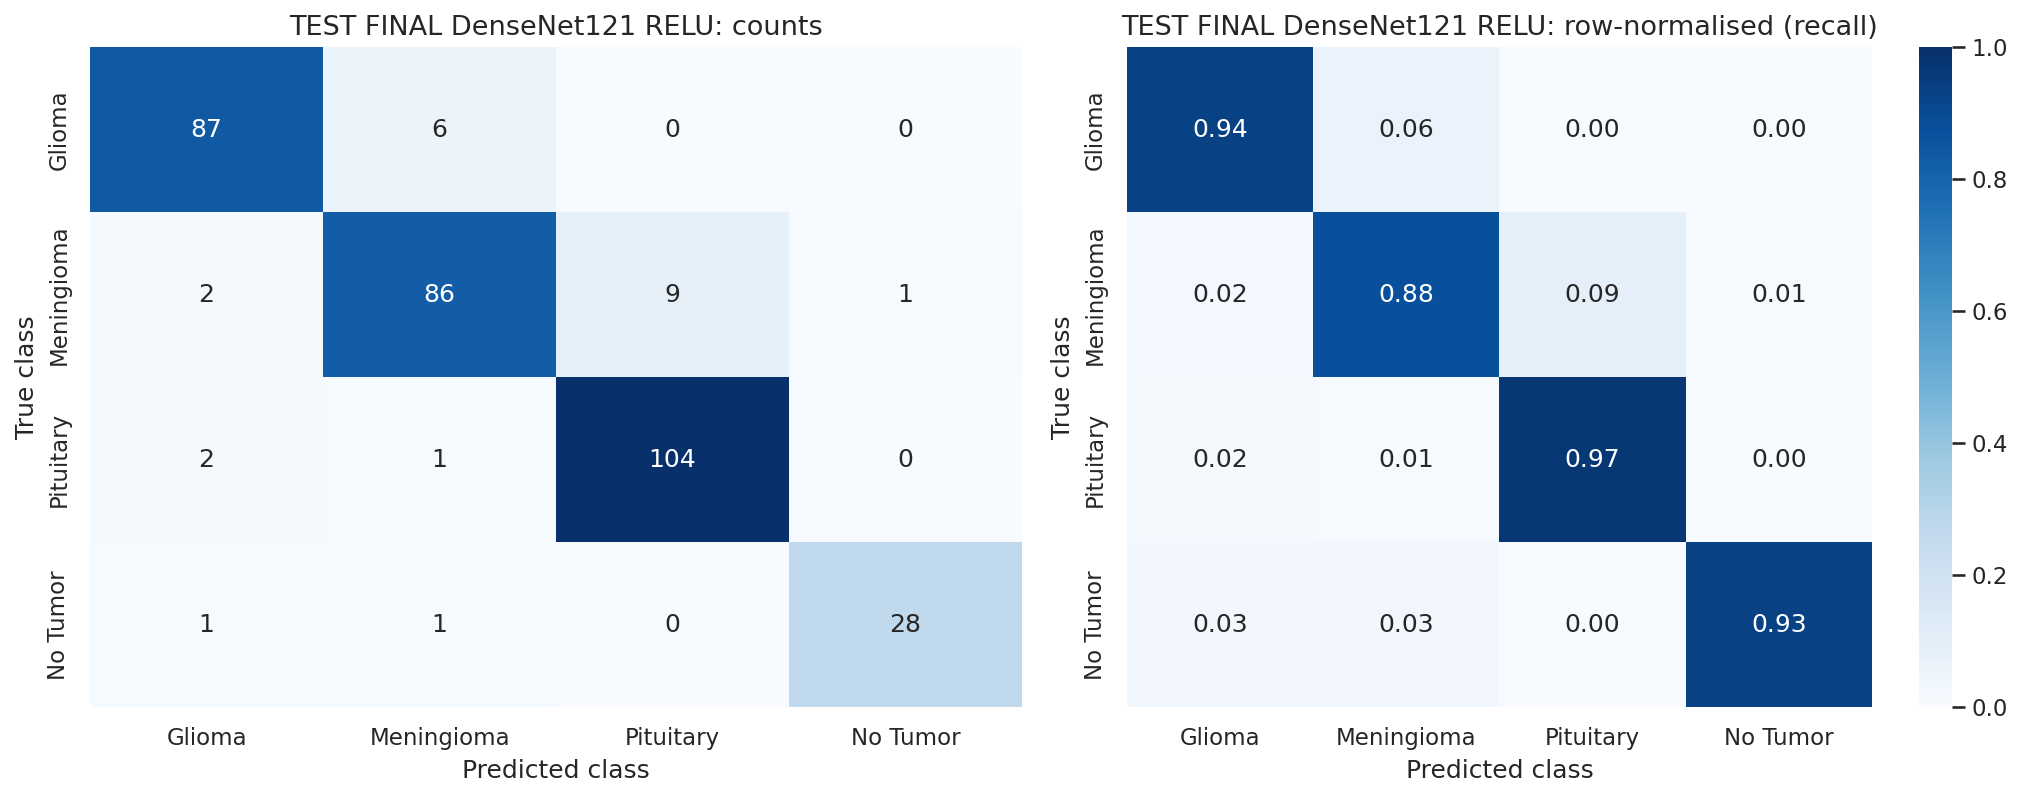 TEST FINAL DenseNet121 RELU: counts
True class
Glioma
87 6 0 0
Meningioma
2 86 9 1
Pituitary
2 1 104 0
No Tumor
1 1 0 28
Glioma Meningioma Pituitary No Tumor
Predicted class
TEST FINAL DenseNet121 RELU: row-normalised (recall)
True class
Glioma
0.94 0.06 0.00 0.00
Meningioma
0.02 0.88 0.09 0.01
Pituitary
0.02 0.01 0.97 0.00
No Tumor
0.03 0.03 0.00 0.93
Glioma Meningioma Pituitary No Tumor
Predicted class
1.0
0.8
0.6
0.4
0.2
0.0